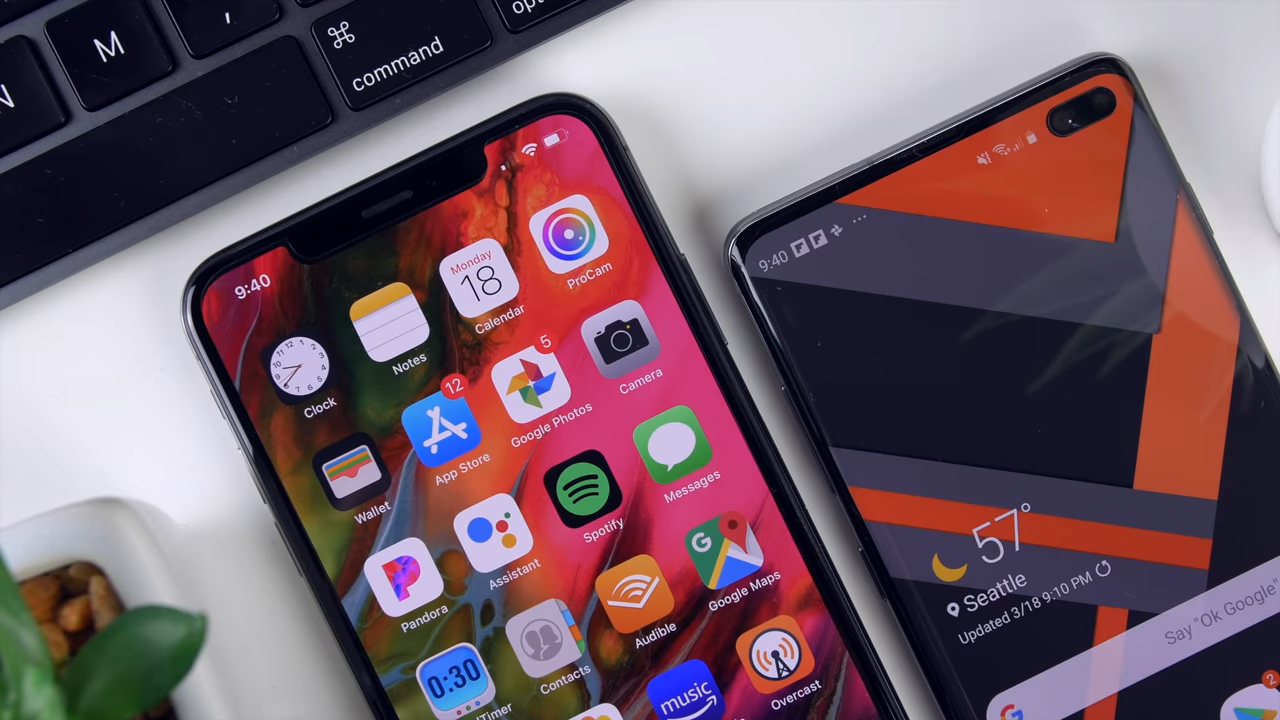 N
M
,
⌘
command
opt
9:40
Clock
Notes
Monday
18
Calendar
ProCam
Wallet
12
App Store
5
Google Photos
Camera
Pandora
Assistant
Spotify
Messages
0:30
Contacts
Audible
G
Google Maps
music
Overcast
9:40
57°
Seattle
Updated 3/18 9:10 PM
G
Say "Ok Google"
2